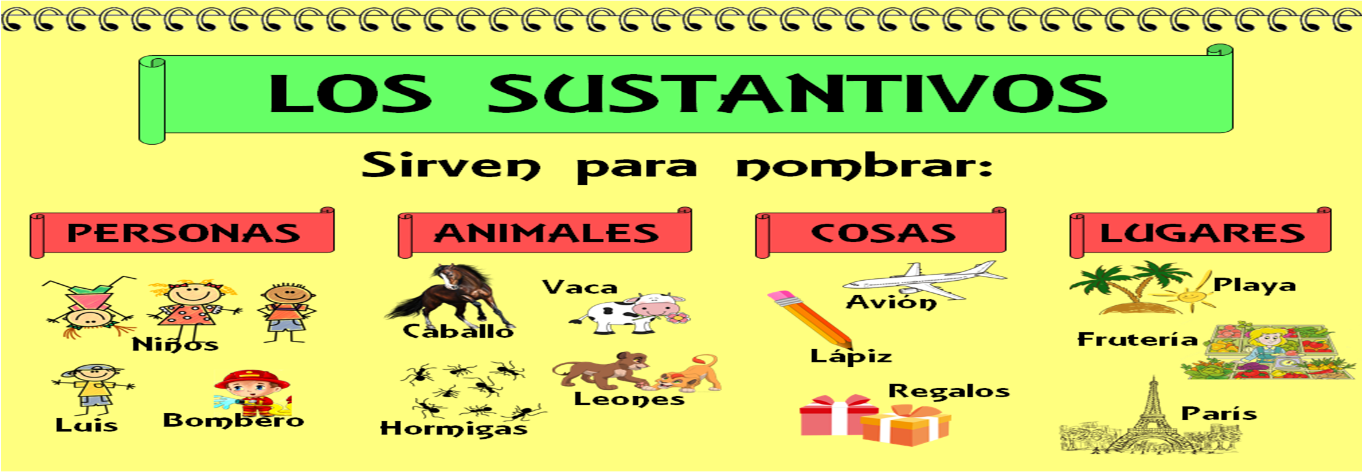 LOS SUSTANTIVOS
Sirven para nombrar:
PERSONAS
Niños
Luis
Bombero
ANIMALES
Vaca
Caballo
Leones
Hormigas
COSAS
Avión
Lápiz
Regalos
LUGARES
Playa
Frutería
París